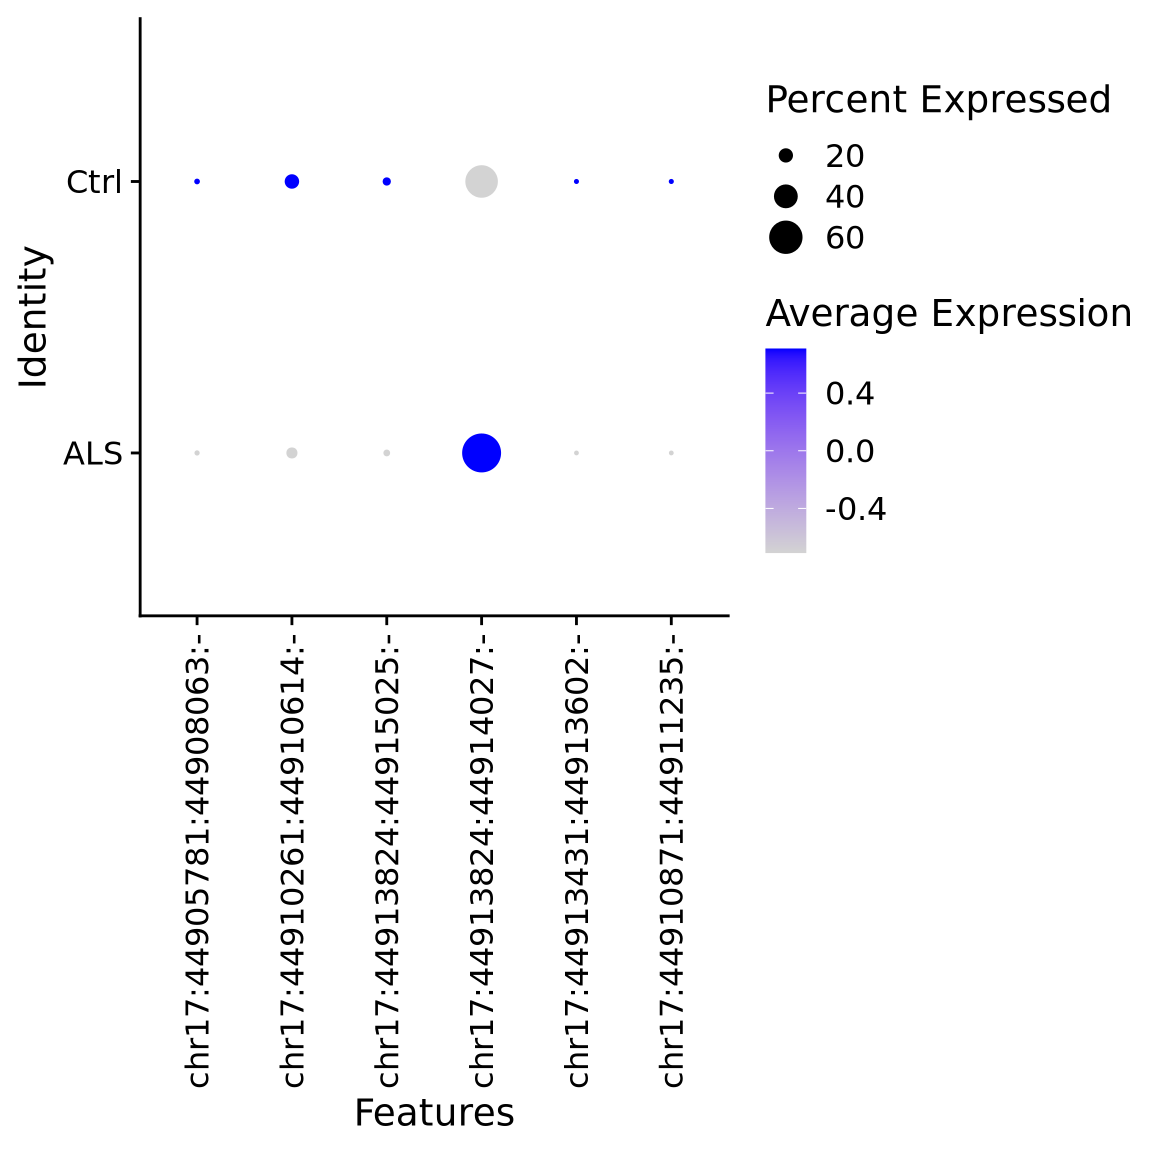 Ctrl
ALS
Identity
chr17:44905781:44908063:-
chr17:44910261:44910614:-
chr17:44913824:44915025:-
chr17:44913824:44914027:-
chr17:44913431:44913602:-
chr17:44910871:44911235:-
Features
Percent Expressed
20
40
60
Average Expression
0.4
0.0
-0.4